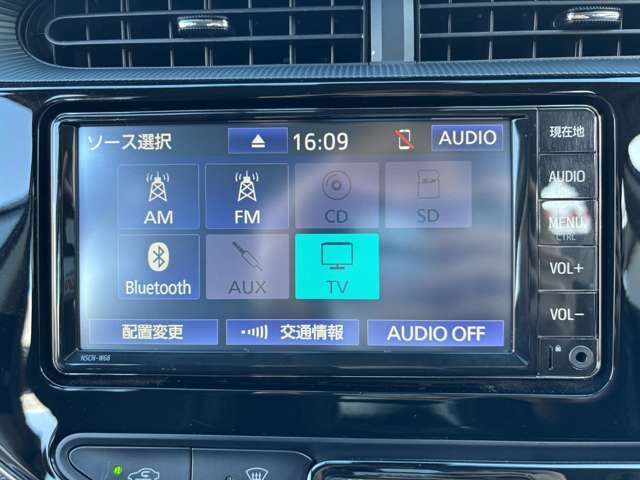 ソース選択 16:09 AUDIO
AM FM CD SD
Bluetooth AUX TV
配置変更 交通情報 AUDIO OFF
NSCN-W68
現在地
AUDIO
MENU
CTRL
VOL+
VOL-